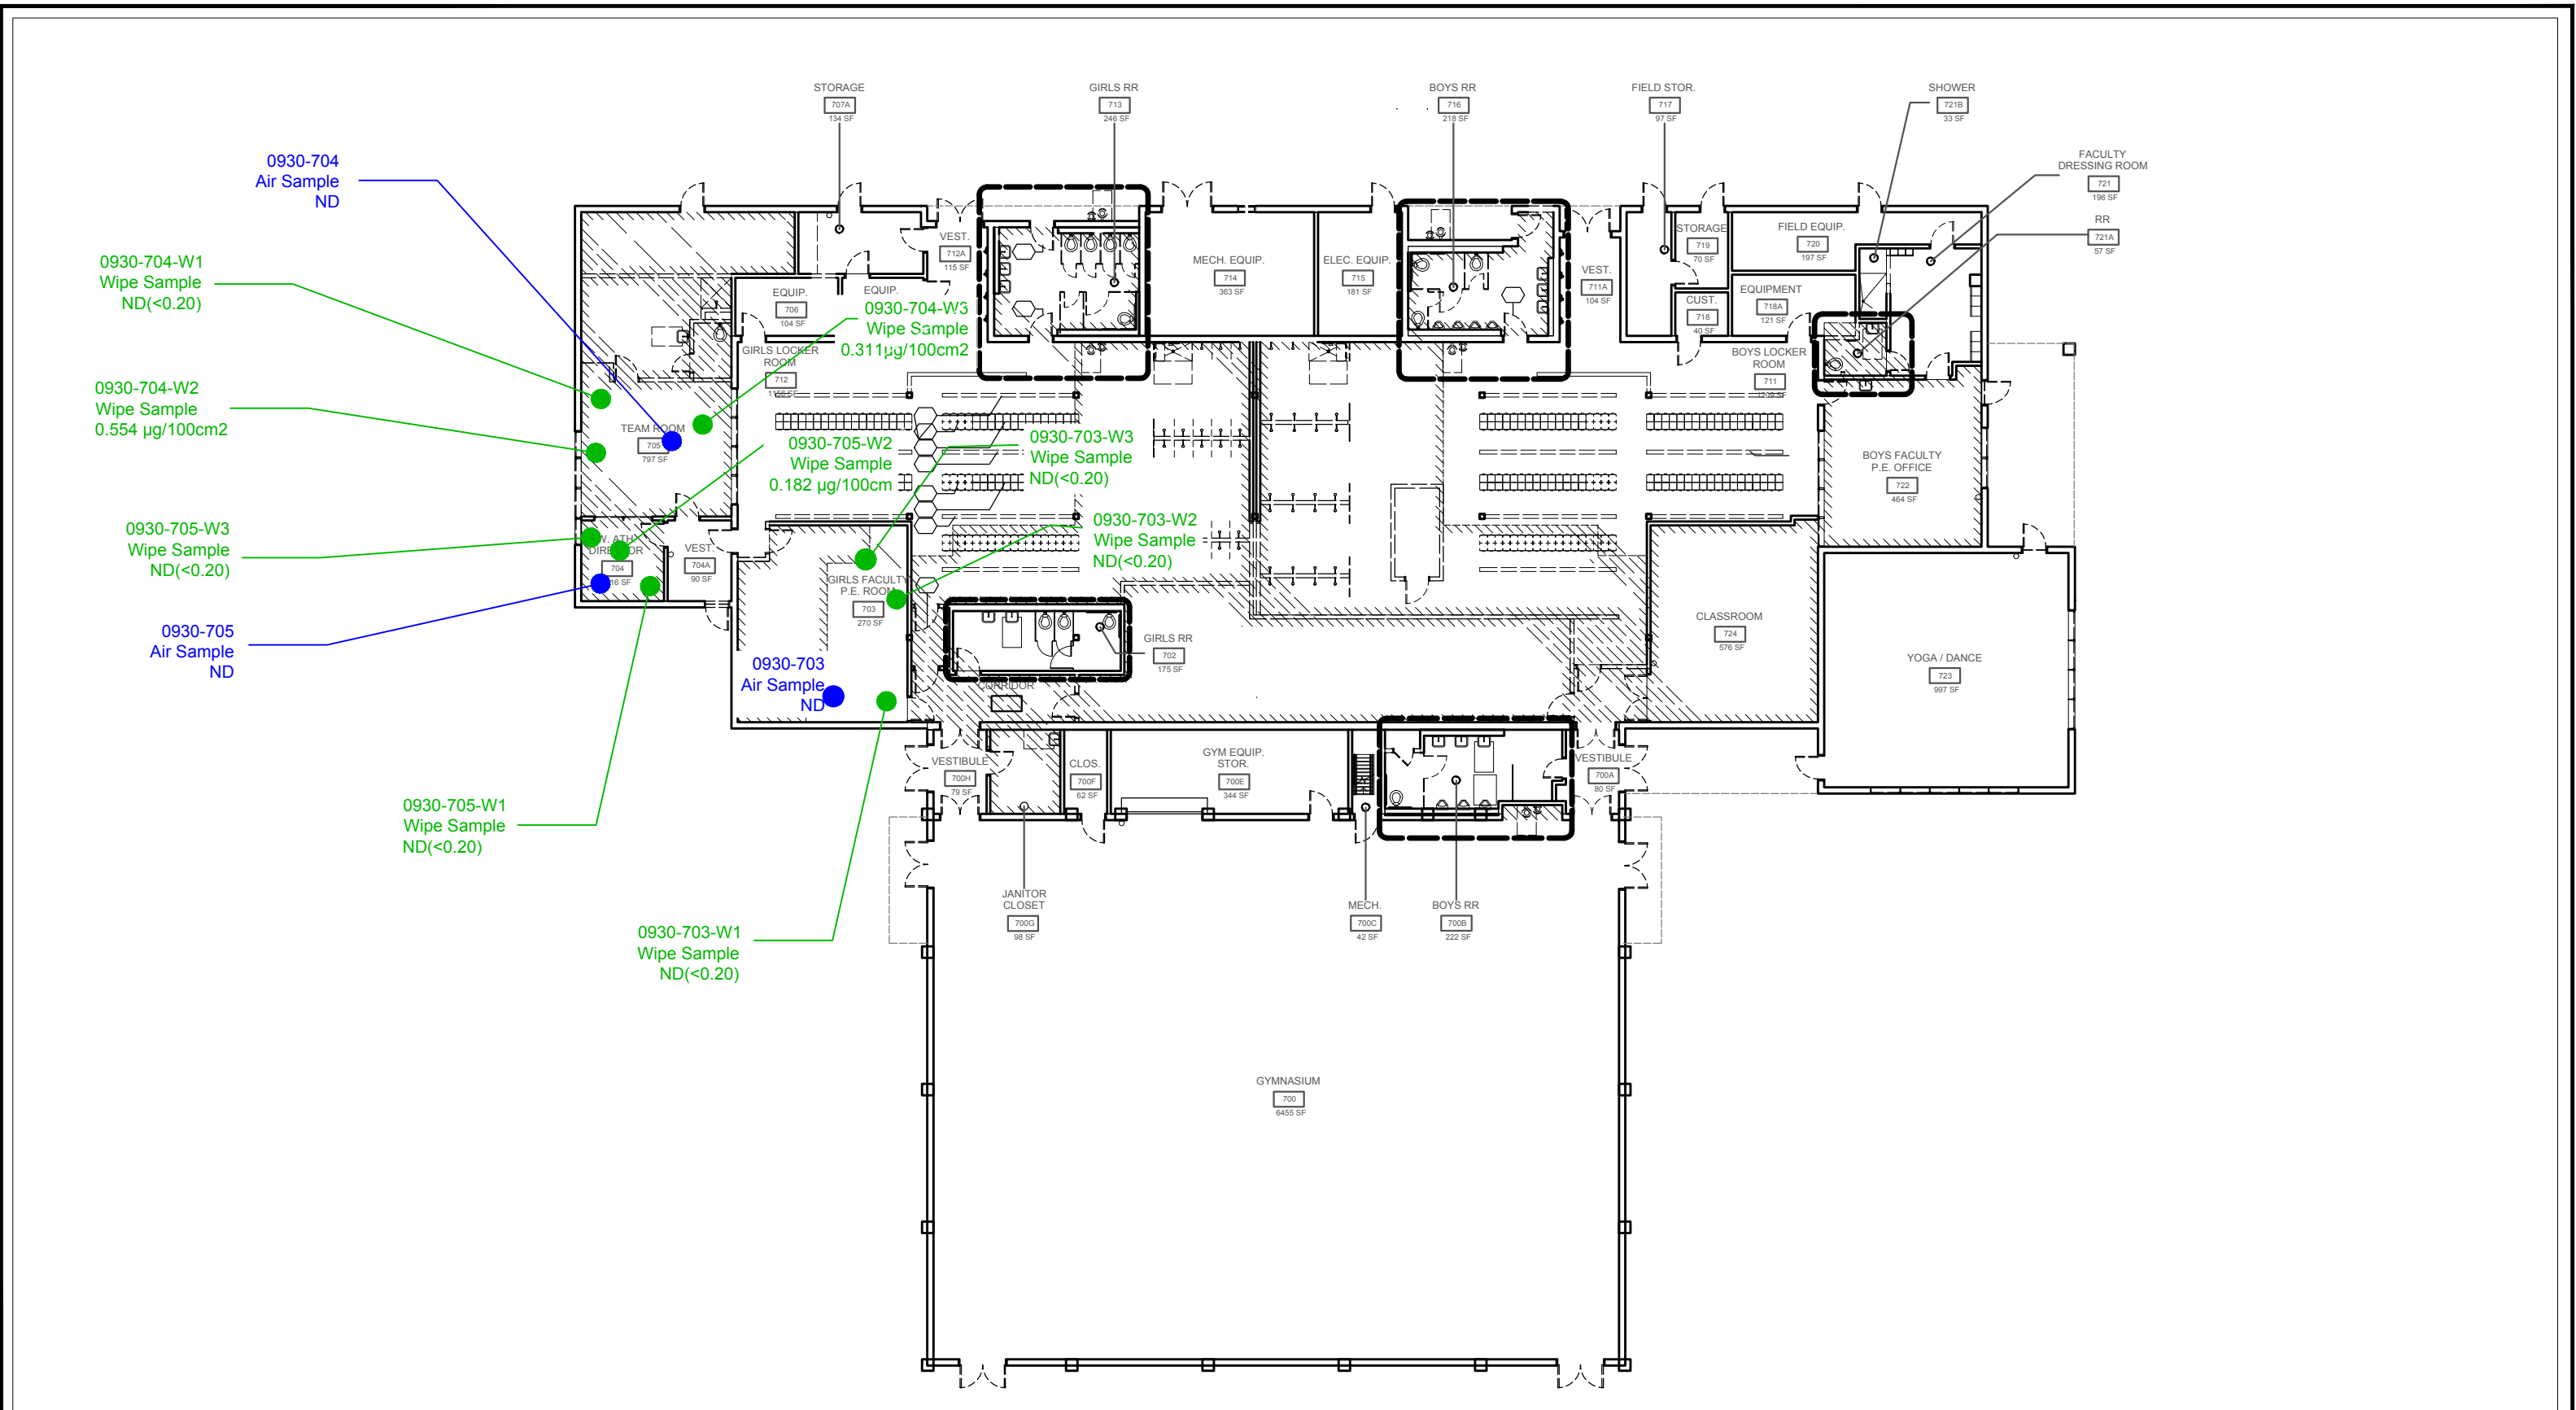 STORAGE
707A
134 SF
GIRLS RR
713
246 SF
BOYS RR
716
218 SF
FIELD STOR.
717
97 SF
SHOWER
721B
33 SF
FACULTY
DRESSING ROOM
721
196 SF
RR
721A
57 SF
0930-704
Air Sample
ND
0930-704-W1
Wipe Sample
ND(<0.20)
0930-704-W2
Wipe Sample
0.554 µg/100cm2
0930-705-W3
Wipe Sample
ND(<0.20)
0930-705
Air Sample
ND
0930-705-W1
Wipe Sample
ND(<0.20)
0930-703-W1
Wipe Sample
ND(<0.20)
VEST.
712A
115 SF
MECH. EQUIP.
714
363 SF
ELEC. EQUIP.
715
181 SF
VEST.
711A
104 SF
STORAGE
719
70 SF
FIELD EQUIP.
720
197 SF
CUST.
718
40 SF
EQUIPMENT
718A
121 SF
EQUIP.
706
104 SF
EQUIP.
0930-704-W3
Wipe Sample
0.311µg/100cm2
GIRLS LOCKER
ROOM
712
BOYS LOCKER
ROOM
711
TEAM ROOM
705
797 SF
0930-705-W2
Wipe Sample
0.182 µg/100cm
0930-703-W3
Wipe Sample
ND(<0.20)
0930-703-W2
Wipe Sample
ND(<0.20)
BOYS FACULTY
P.E. OFFICE
722
464 SF
W. ATH
704
VEST.
704A
90 SF
GIRLS FACULTY
P.E. ROOM
703
270 SF
0930-703
Air Sample
ND
GIRLS RR
702
175 SF
CORRIDOR
CLASSROOM
724
576 SF
YOGA / DANCE
723
997 SF
VESTIBULE
700H
79 SF
CLOS.
700F
62 SF
GYM EQUIP.
STOR.
700E
344 SF
VESTIBULE
700A
80 SF
JANITOR
CLOSET
700G
98 SF
MECH.
700C
42 SF
BOYS RR
700B
222 SF
GYMNASIUM
700
6455 SF